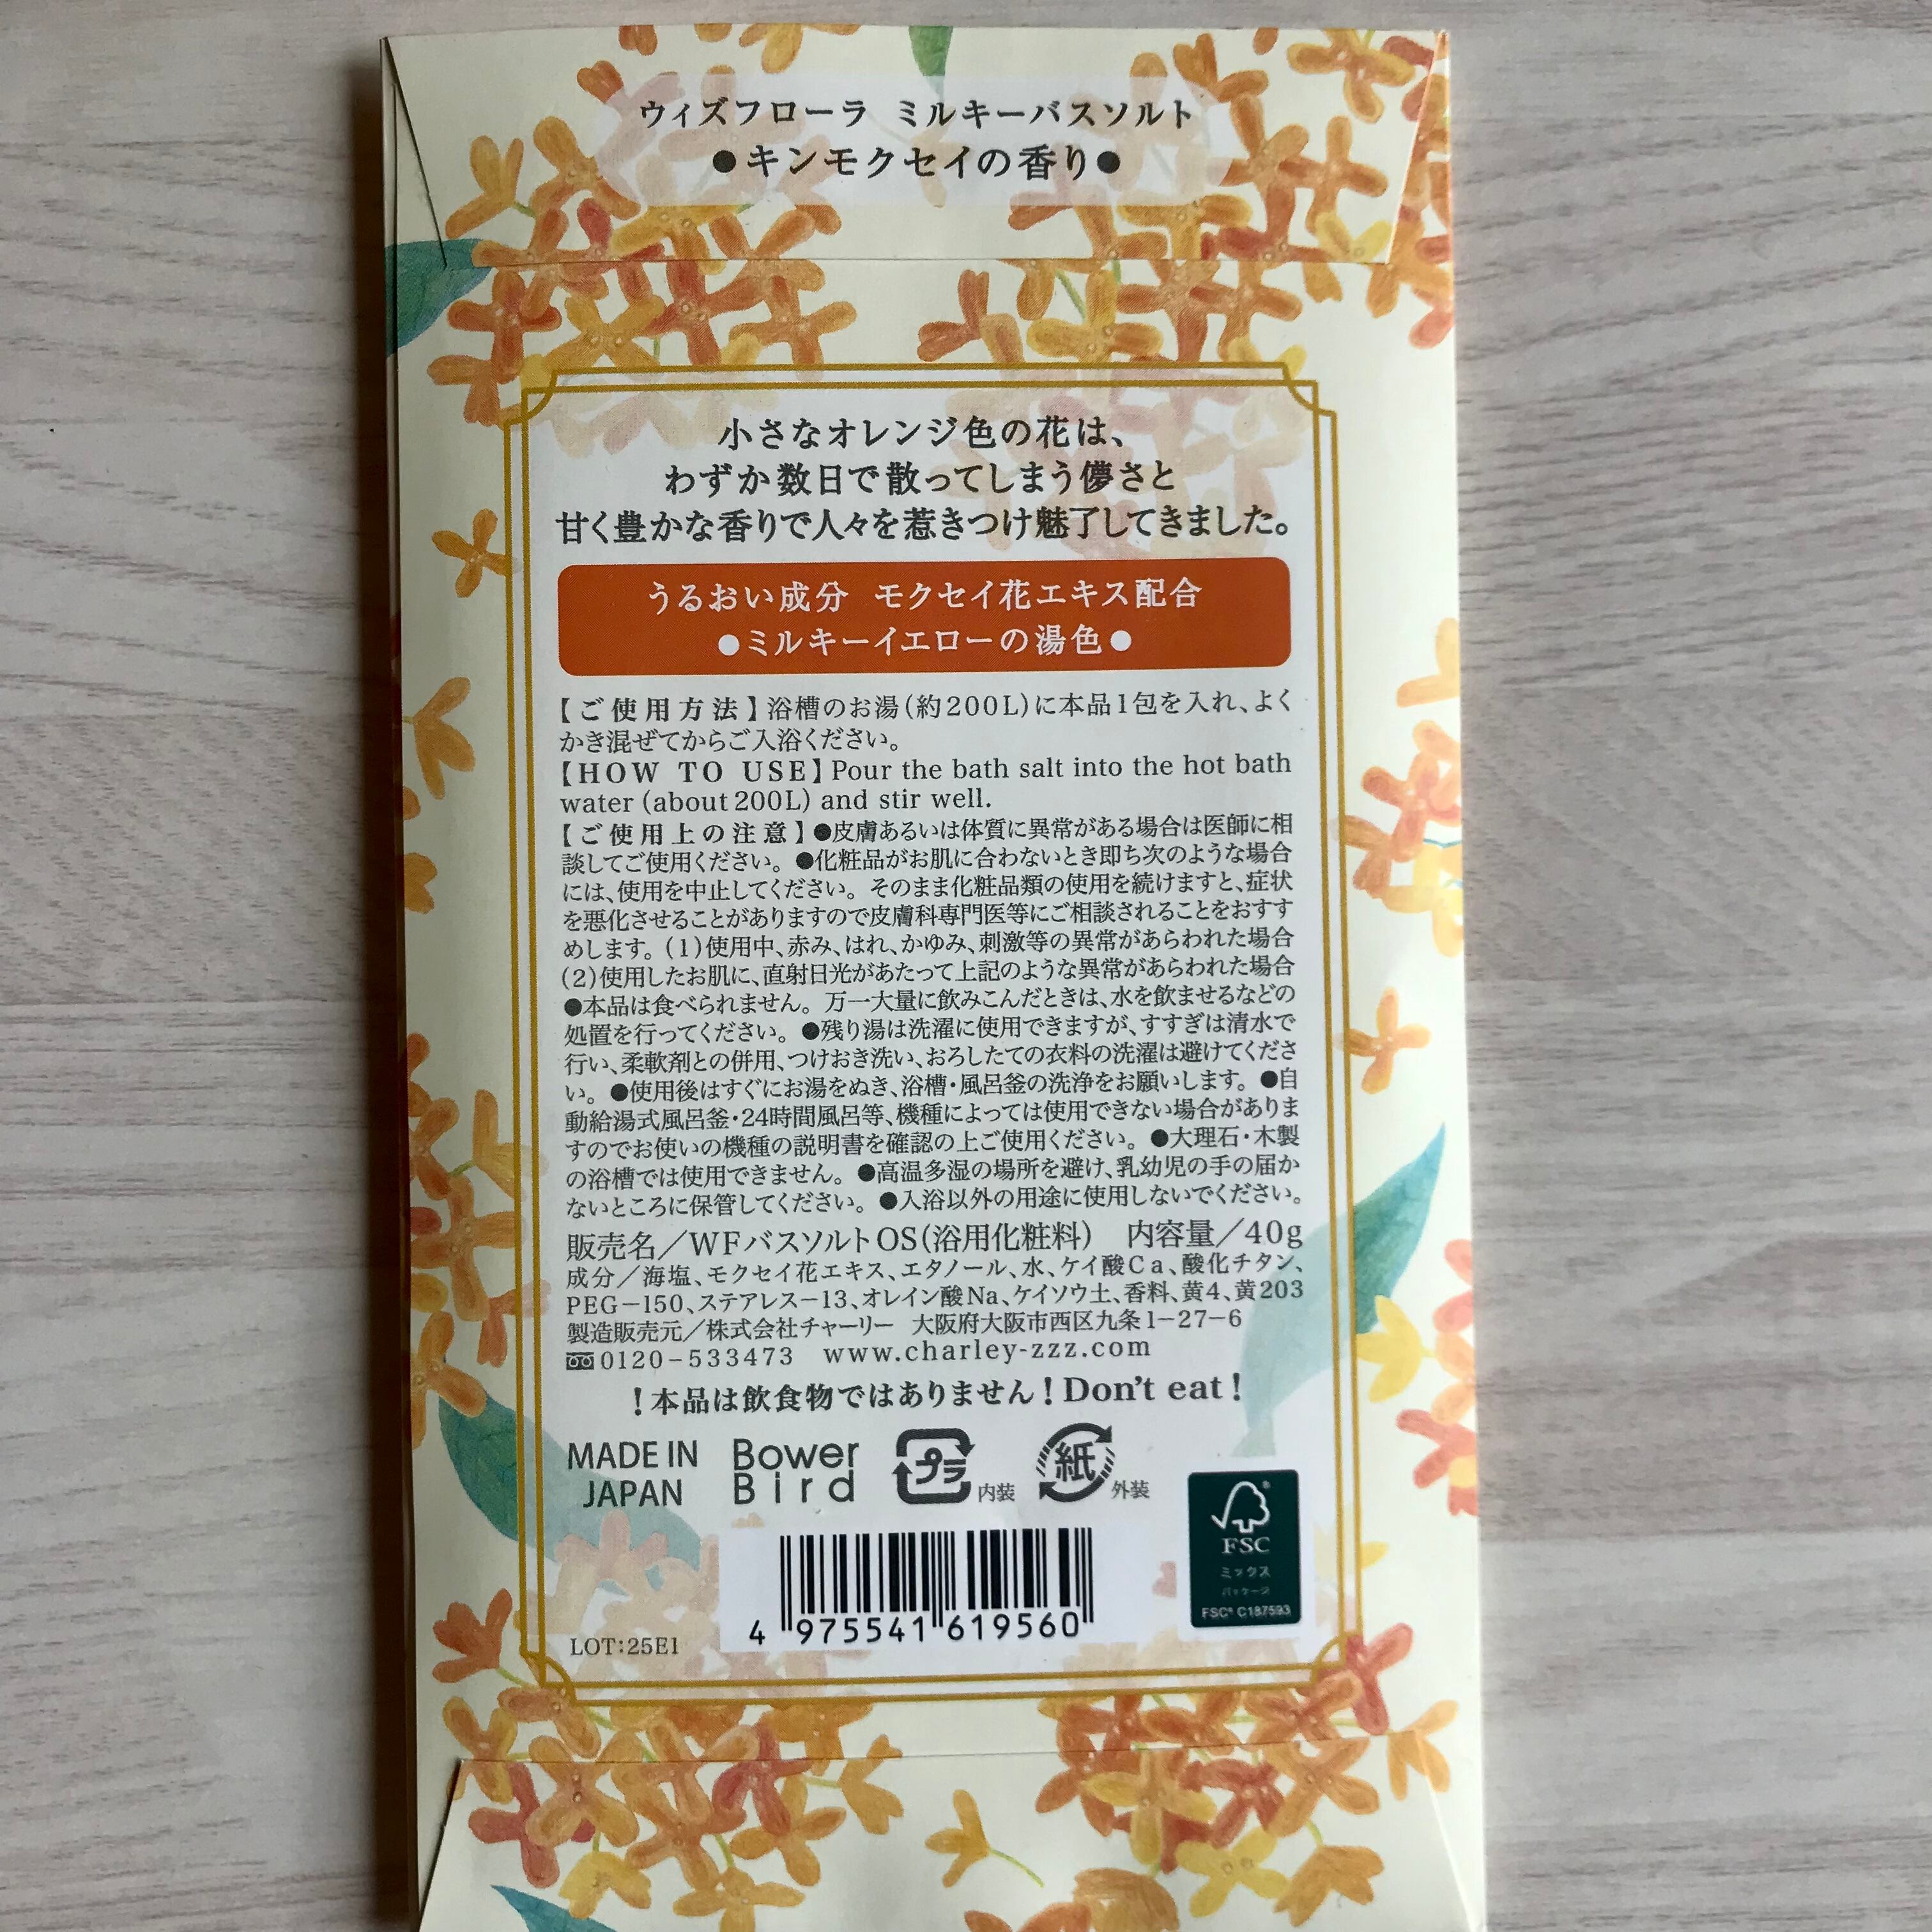 ウィズフローラ ミルキーバスソルト
●キンモクセイの香り●
小さなオレンジ色の花は、
わずか数日で散ってしまう儚さと
甘く豊かな香りで人々を惹きつけ魅了してきました。
うるおい成分 モクセイ花エキス配合
●ミルキーイエローの湯色●
【ご使用方法】浴槽のお湯(約200L)に本品1包を入れ、よく
かき混ぜてからご入浴ください。
【HOW TO USE】Pour the bath salt into the hot bath
water (about 200L) and stir well.
【ご使用上の注意】●皮膚あるいは体質に異常がある場合は医師に相
談してご使用ください。●化粧品がお肌に合わないとき即ち次のような場合
には、使用を中止してください。そのまま化粧品類の使用を続けますと、症状
を悪化させることがありますので皮膚科専門医等にご相談されることをおすす
めします。(1)使用中、赤み、はれ、かゆみ、刺激等の異常があらわれた場合
(2)使用したお肌に、直射日光があたって上記のような異常があらわれた場合
●本品は食べられません。万一大量に飲みこんだときは、水を飲ませるなどの
処置を行ってください。●残り湯は洗濯に使用できますが、すすぎは清水で
行い、柔軟剤との併用、つけおき洗い、おろしたての衣料の洗濯は避けてくださ
い。●使用後はすぐにお湯をぬき、浴槽・風呂釜の洗浄をお願いします。●自
動給湯式風呂釜・24時間風呂等、機種によっては使用できない場合がありま
すのでお使いの機種の説明書を確認の上ご使用ください。●大理石・木製
の浴槽では使用できません。●高温多湿の場所を避け、乳幼児の手の届か
ないところに保管してください。●入浴以外の用途に使用しないでください。
販売名／WFバスソルトOS(浴用化粧料) 内容量／40g
成分／海塩、モクセイ花エキス、エタノール、水、ケイ酸Ca、酸化チタン、
PEG－150、ステアレス－13、オレイン酸Na、ケイソウ土、香料、黄4、黄203
製造販売元／株式会社チャーリー 大阪府大阪市西区九条1－27－6
0120－533473 www.charley-zzz.com
！本品は飲食物ではありません！Don't eat！
MADE IN
JAPAN
Bower
Bird
プラ 内装
紙 外装
FSC
ミックス
パッケージ
FSC® C187593
4 975541 619560
LOT:25E1